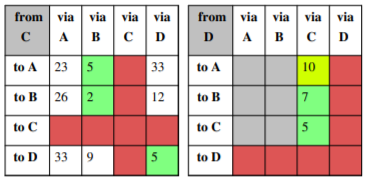 from via via via via from via via via via
C A B C D D A B C D
to A 23 5 33 to A 10
to B 26 2 12 to B 7
to C to C 5
to D 33 9 5 to D